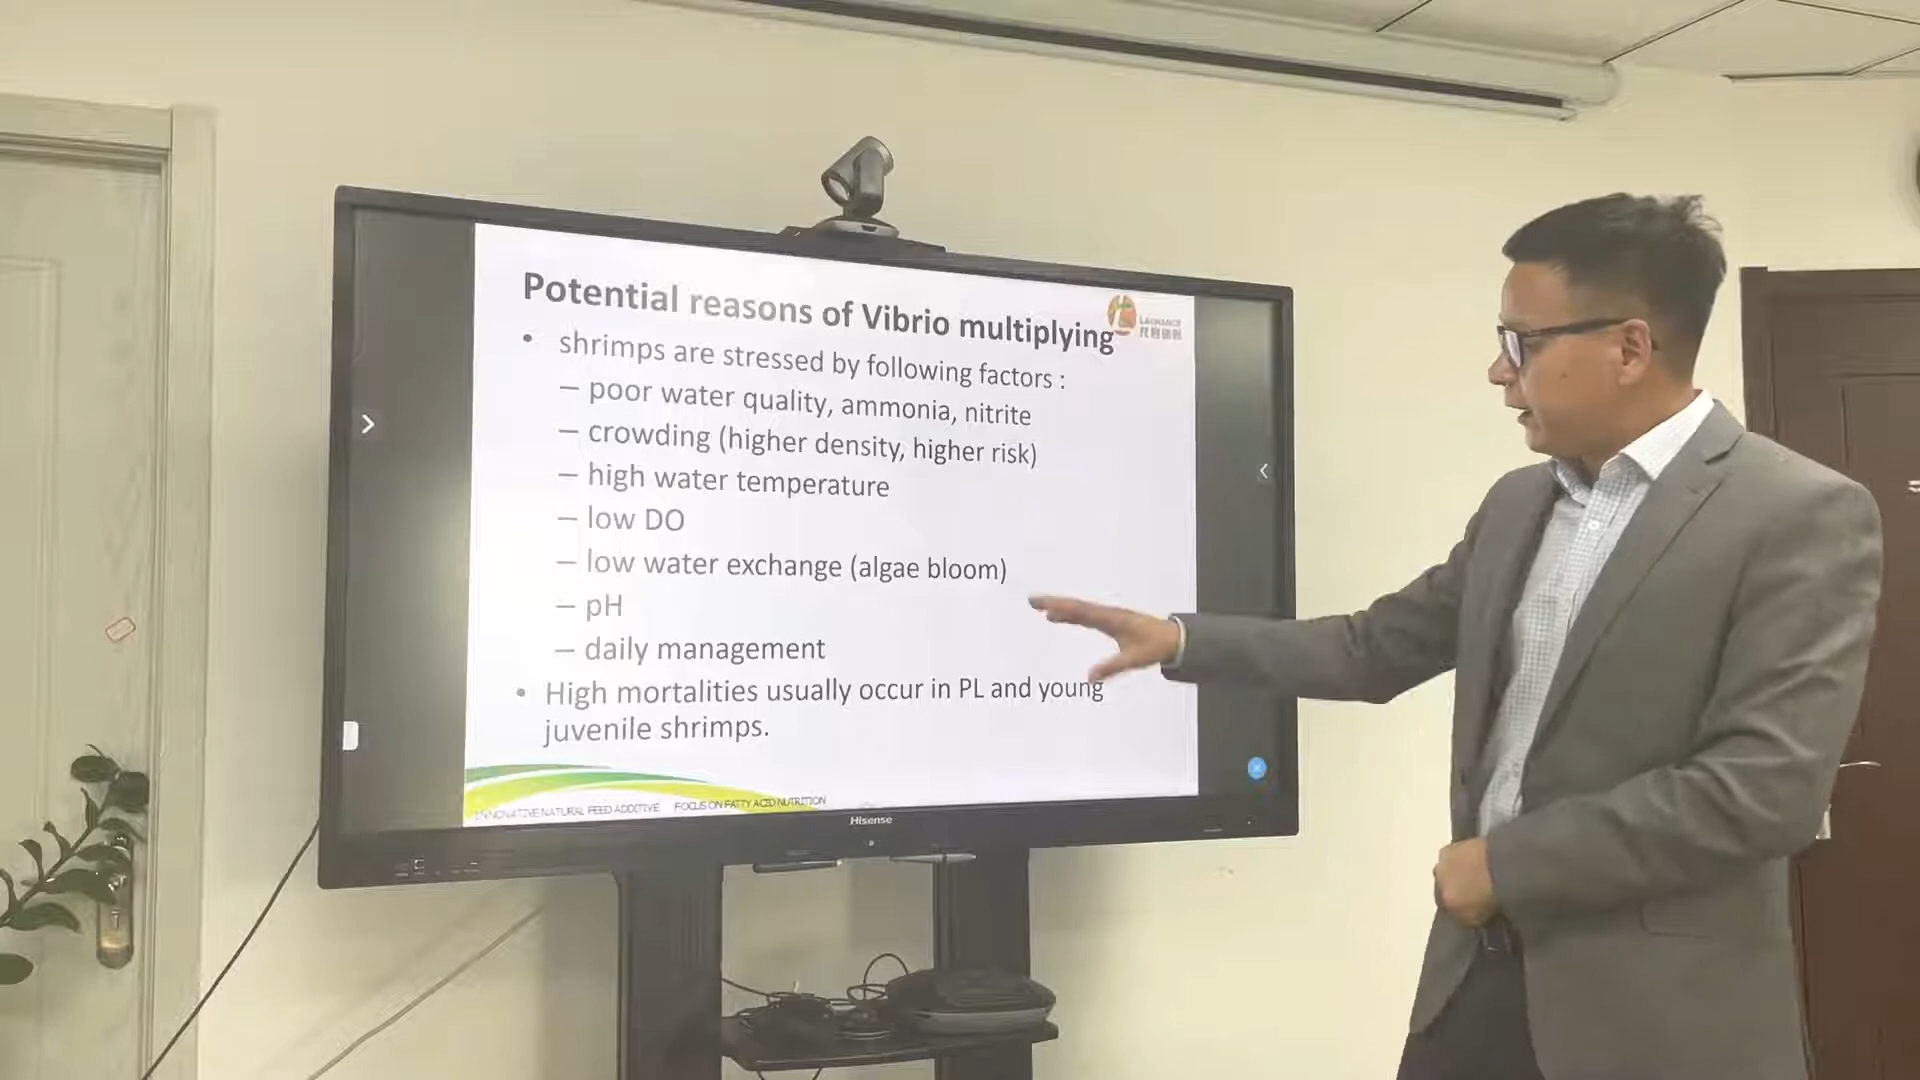 Potential reasons of Vibrio multiplying
LACHANCE
• shrimps are stressed by following factors :
– poor water quality, ammonia, nitrite
– crowding (higher density, higher risk)
– high water temperature
– low DO
– low water exchange (algae bloom)
– pH
– daily management
• High mortalities usually occur in PL and young
juvenile shrimps.
INNOVATIVE NATURAL FEED ADDITIVE FOCUS ON FATTY ACID NUTRITION
Hisense